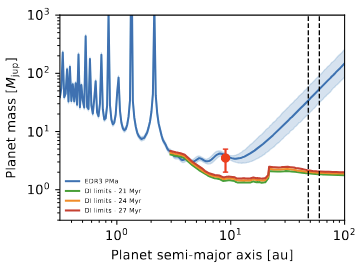 10³
10²
10¹
10⁰
Planet mass [M_jup]
EDR3 PMa
DI limits - 21 Myr
DI limits - 24 Myr
DI limits - 27 Myr
10⁰
10¹
10²
Planet semi-major axis [au]